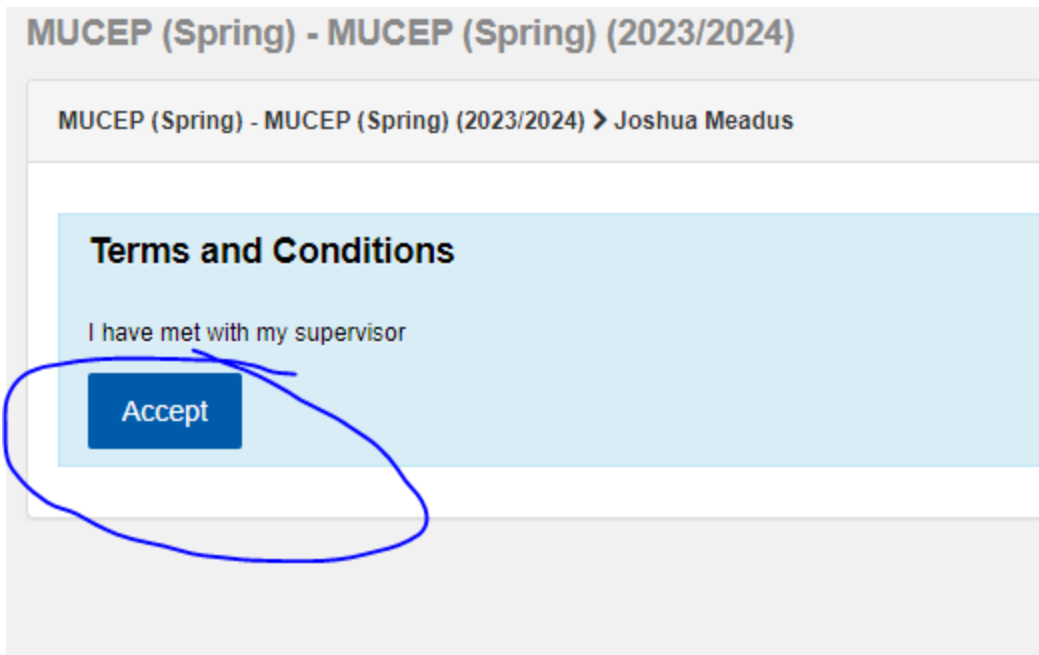 MUCEP (Spring) - MUCEP (Spring) (2023/2024)
MUCEP (Spring) - MUCEP (Spring) (2023/2024) > Joshua Meadus
Terms and Conditions
I have met with my supervisor
Accept